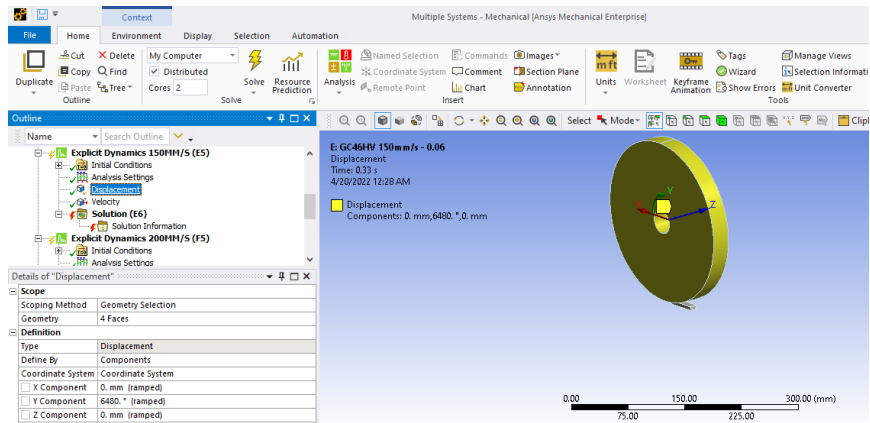 Context
Multiple Systems - Mechanical [Ansys Mechanical Enterprise]
File Home Environment Display Selection Automation
Duplicate
Cut
Copy
Paste
Delete
Find
Tree
Outline
My Computer
Distributed
Cores 2
Solve
Resource Prediction
Solve
Analysis
Named Selection
Coordinate System
Remote Point
Commands
Comment
Chart
Images
Section Plane
Annotation
Insert
mft
Units
Worksheet
Keyframe Animation
Tags
Wizard
Show Errors
Manage Views
Selection Informati
Unit Converter
Tools
Outline
Name Search Outline
Select Mode Clip
Explicit Dynamics 150MM/S (E5)
Initial Conditions
Analysis Settings
Displacement
Velocity
Solution (E6)
Solution Information
Explicit Dynamics 200MM/S (F5)
Initial Conditions
Analysis Settings
Details of "Displacement"
Scope
Scoping Method Geometry Selection
Geometry 4 Faces
Definition
Type Displacement
Define By Components
Coordinate System Coordinate System
X Component 0. mm (ramped)
Y Component 6480. ° (ramped)
Z Component 0. mm (ramped)
E: GC46HV 150mm/s - 0.06
Displacement
Time: 0.33 s
4/20/2022 12:28 AM
Displacement
Components: 0. mm,6480. °,0. mm
Y
Z
0.00 150.00 300.00 (mm)
75.00 225.00